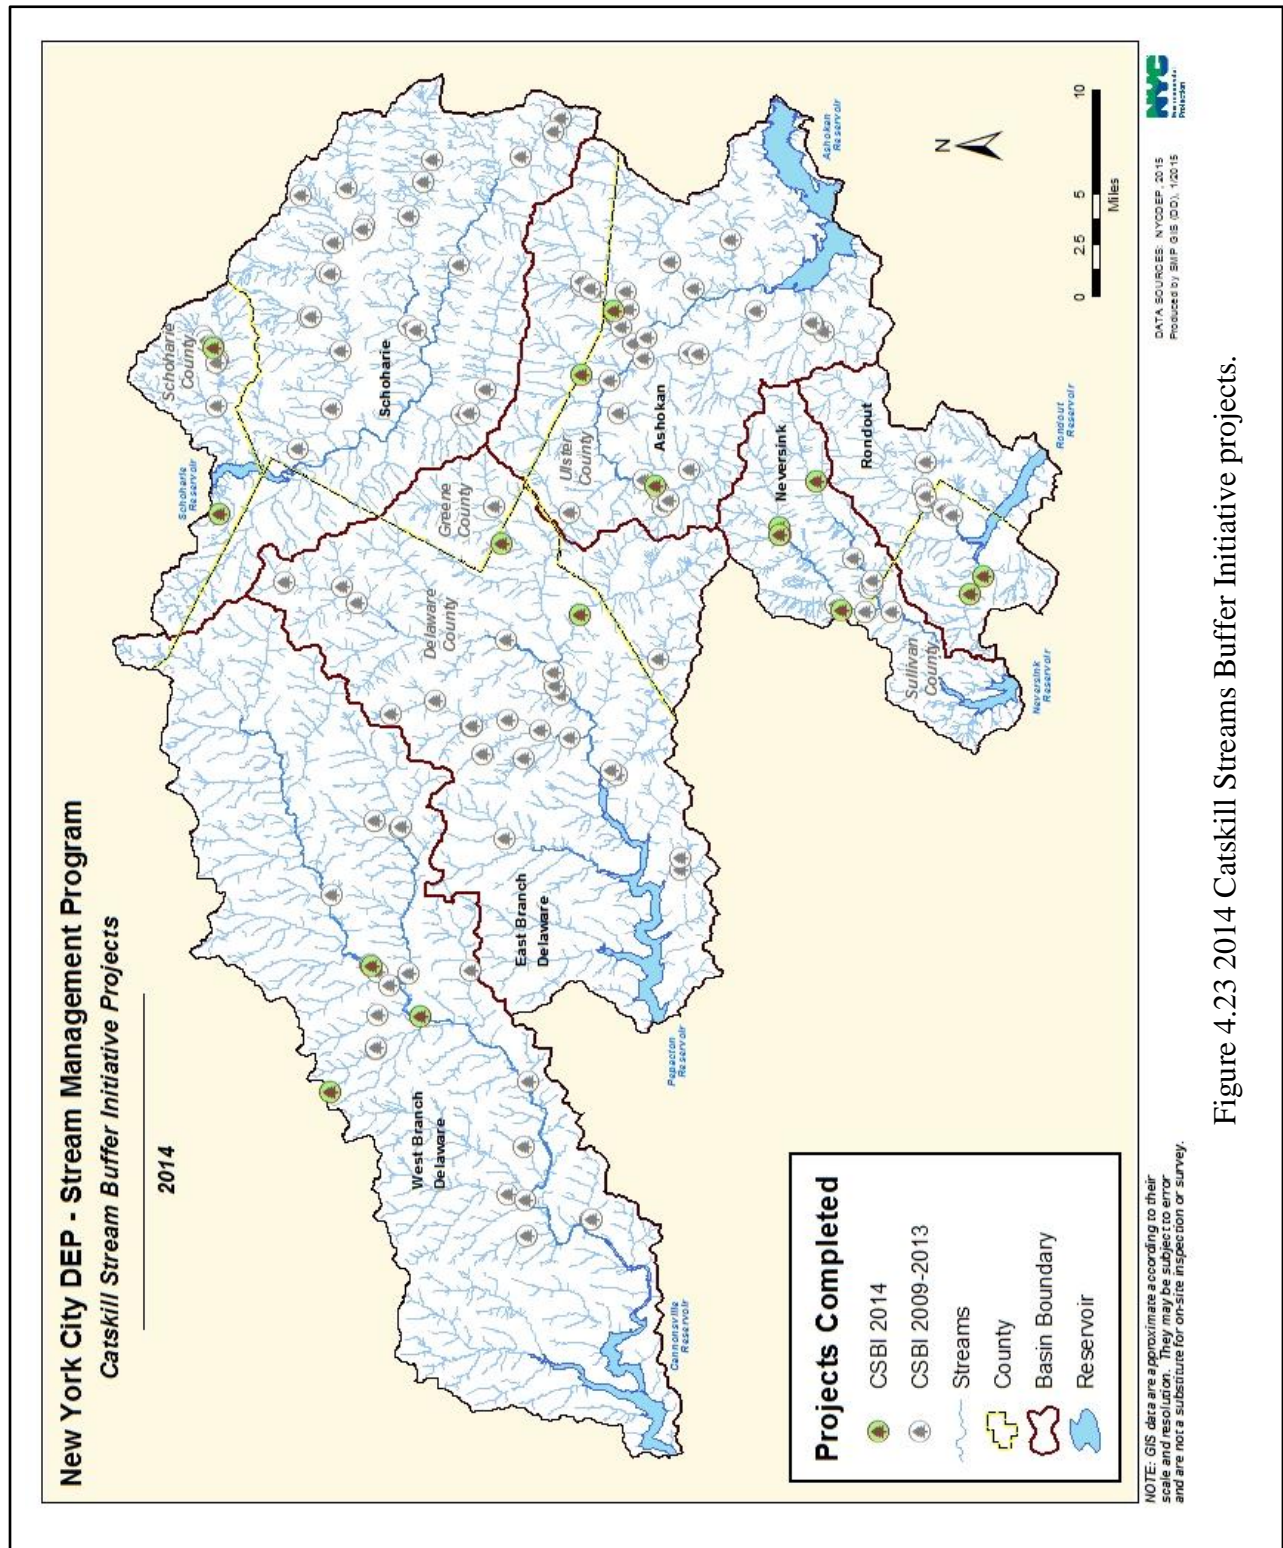 New York City DEP - Stream Management Program
Catskill Stream Buffer Initiative Projects
2014
Schoharie
County
Schoharie
Reservoir
Schoharie
Greene
County
Delaware
County
Ulster
County
Ashokan
Ashokan
Reservoir
Neversink
Rondout
Rondout
Reservoir
Sullivan
County
Neversink
Reservoir
East Branch
Delaware
Pepacton
Reservoir
West Branch
Delaware
Cannonsville
Reservoir
N
0 2.5 5 10
Miles
Projects Completed
CSBI 2014
CSBI 2009-2013
Streams
County
Basin Boundary
Reservoir
NOTE: GIS data are approximate according to their
scale and resolution. They may be subject to error
and are not a substitute for on-site inspection or survey.
DATA SOURCES: NYCDEP, 2015
Produced by SMP GIS (DD), 1/2015
NYC
Environmental
Protection
Figure 4.23 2014 Catskill Streams Buffer Initiative projects.